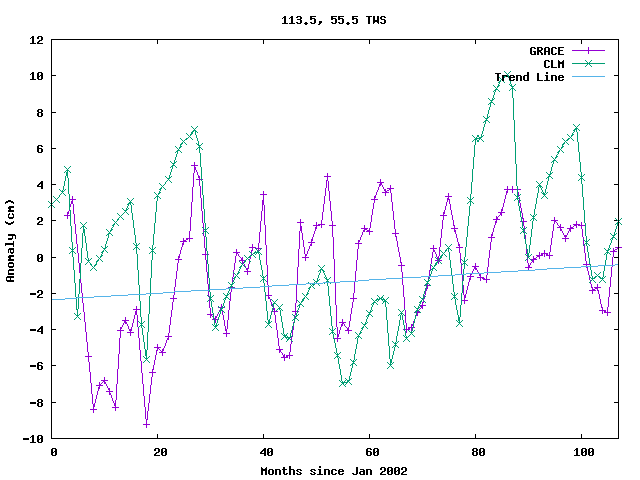 113.5, 55.5 TWS
GRACE
CLM
Trend Line
12
10
8
6
4
2
0
-2
-4
-6
-8
-10
Anomaly (cm)
0 20 40 60 80 100
Months since Jan 2002